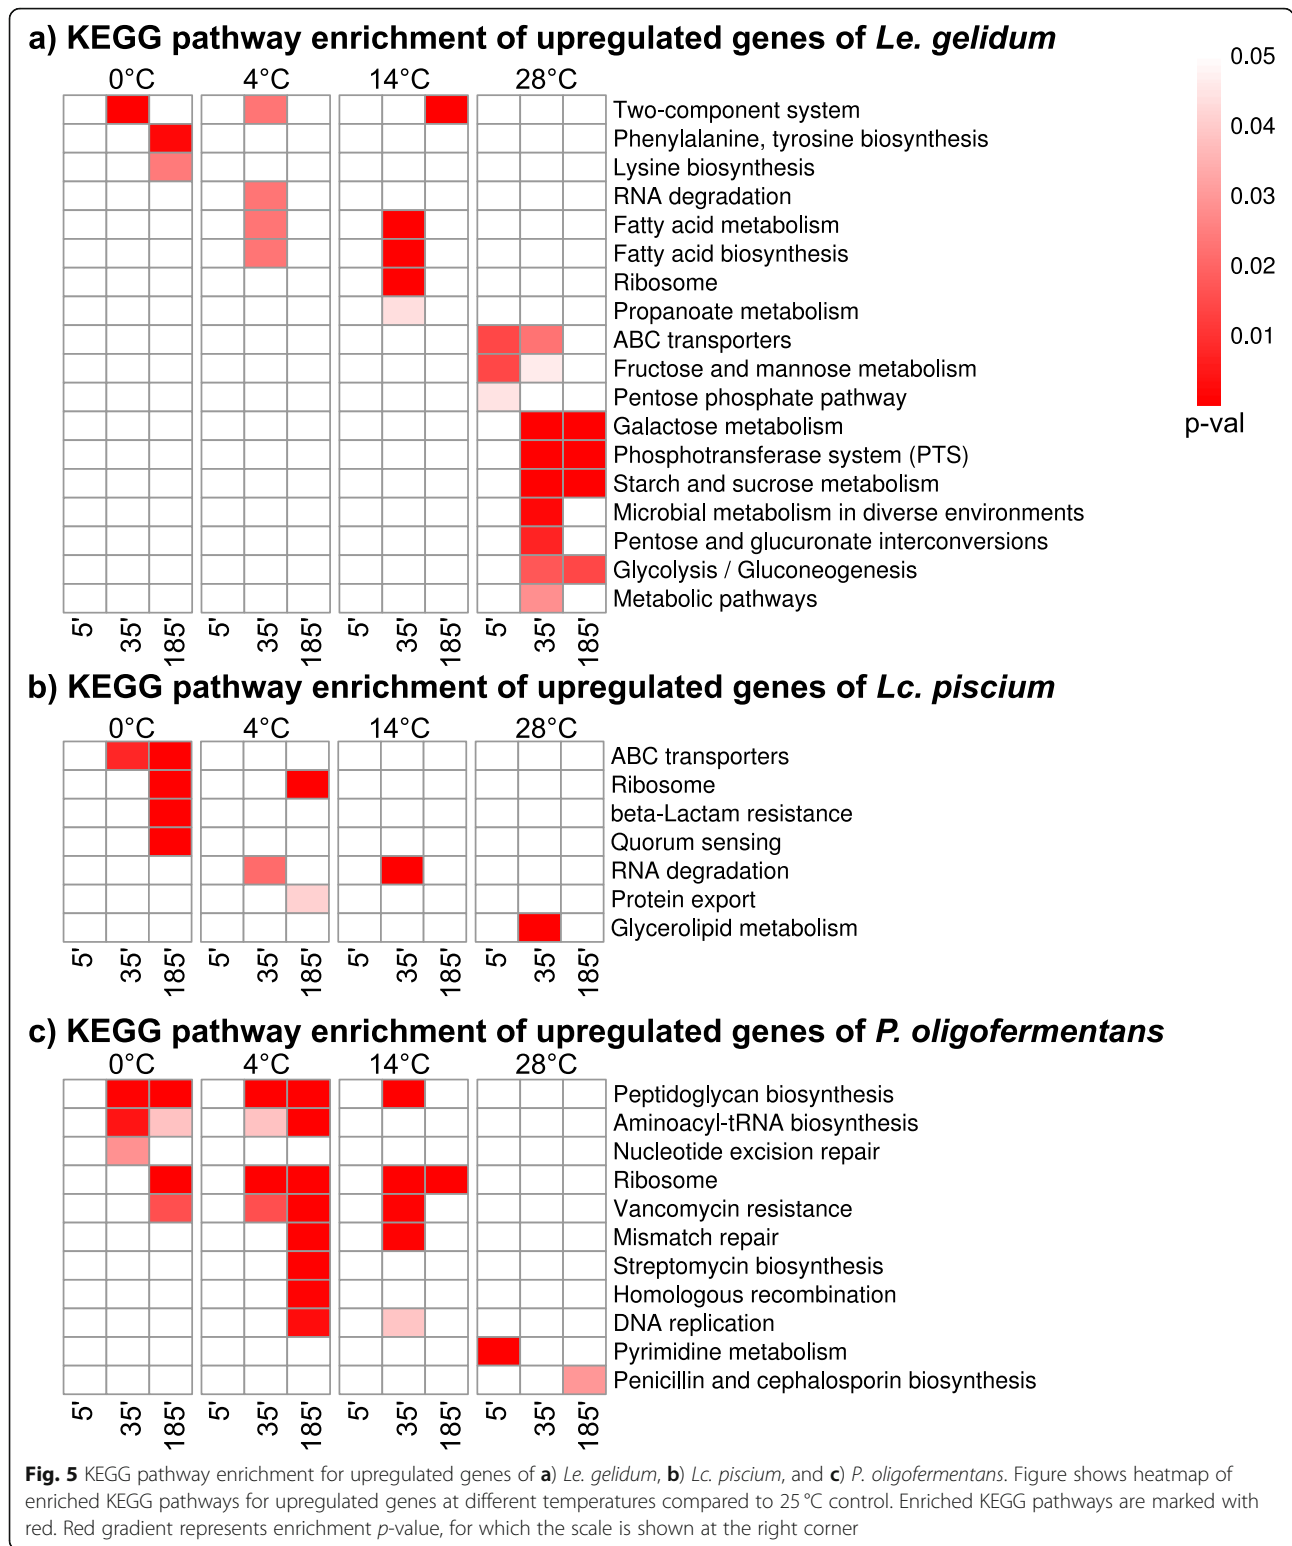 a) KEGG pathway enrichment of upregulated genes of Le. gelidum
0°C 4°C 14°C 28°C
Two-component system
Phenylalanine, tyrosine biosynthesis
Lysine biosynthesis
RNA degradation
Fatty acid metabolism
Fatty acid biosynthesis
Ribosome
Propanoate metabolism
ABC transporters
Fructose and mannose metabolism
Pentose phosphate pathway
Galactose metabolism
Phosphotransferase system (PTS)
Starch and sucrose metabolism
Microbial metabolism in diverse environments
Pentose and glucuronate interconversions
Glycolysis / Gluconeogenesis
Metabolic pathways
5' 35' 185' 5' 35' 185' 5' 35' 185' 5' 35' 185'
0.05
0.04
0.03
0.02
0.01
p-val
b) KEGG pathway enrichment of upregulated genes of Lc. piscium
0°C 4°C 14°C 28°C
ABC transporters
Ribosome
beta-Lactam resistance
Quorum sensing
RNA degradation
Protein export
Glycerolipid metabolism
5' 35' 185' 5' 35' 185' 5' 35' 185' 5' 35' 185'
c) KEGG pathway enrichment of upregulated genes of P. oligofermentans
0°C 4°C 14°C 28°C
Peptidoglycan biosynthesis
Aminoacyl-tRNA biosynthesis
Nucleotide excision repair
Ribosome
Vancomycin resistance
Mismatch repair
Streptomycin biosynthesis
Homologous recombination
DNA replication
Pyrimidine metabolism
Penicillin and cephalosporin biosynthesis
5' 35' 185' 5' 35' 185' 5' 35' 185' 5' 35' 185'
Fig. 5 KEGG pathway enrichment for upregulated genes of a) Le. gelidum, b) Lc. piscium, and c) P. oligofermentans. Figure shows heatmap of
enriched KEGG pathways for upregulated genes at different temperatures compared to 25 °C control. Enriched KEGG pathways are marked with
red. Red gradient represents enrichment p-value, for which the scale is shown at the right corner